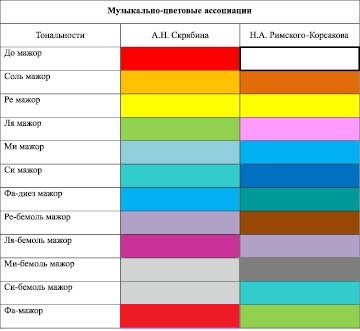 Музыкально-цветовые ассоциации
Тональности А.Н. Скрябина Н.А. Римского-Корсакова
До мажор
Соль мажор
Ре мажор
Ля мажор
Ми мажор
Си мажор
Фа-диез мажор
Ре-бемоль мажор
Ля-бемоль мажор
Ми-бемоль мажор
Си-бемоль мажор
Фа-мажор